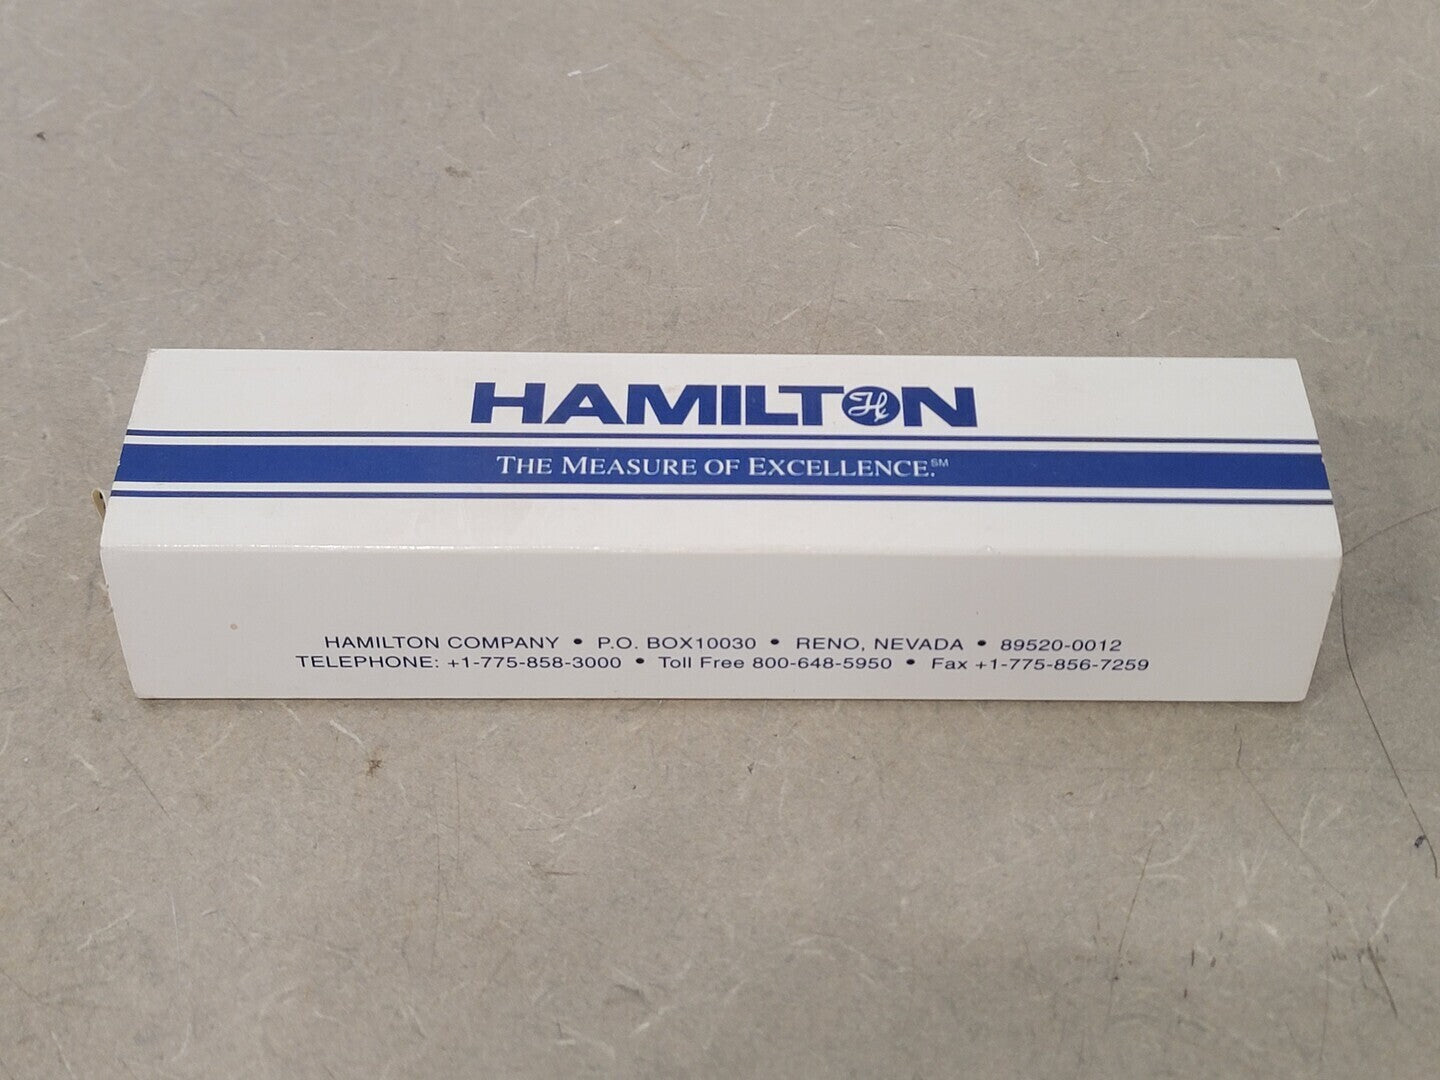 HAMILTON
THE MEASURE OF EXCELLENCE.℠
HAMILTON COMPANY • P.O. BOX10030 • RENO, NEVADA • 89520-0012
TELEPHONE: +1-775-858-3000 • Toll Free 800-648-5950 • Fax +1-775-856-7259